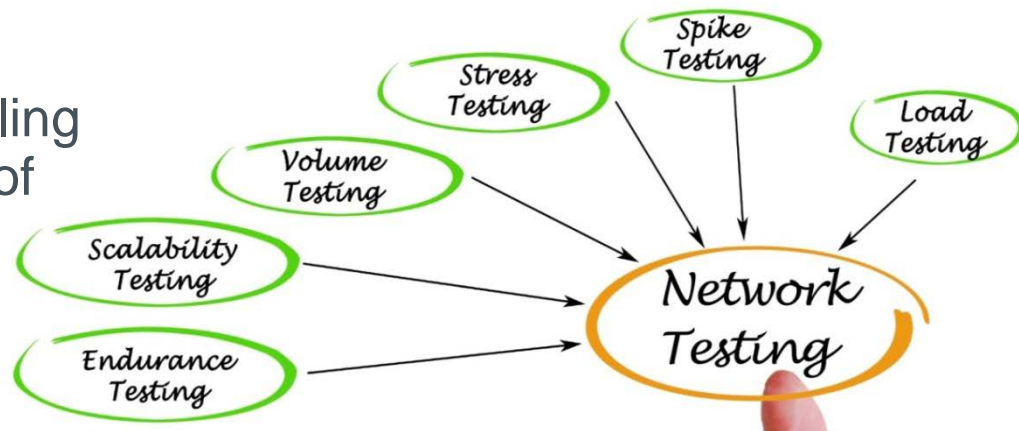 ling
of
Spike
Testing
Stress
Testing
Load
Testing
Volume
Testing
Scalability
Testing
Endurance
Testing
Network
Testing